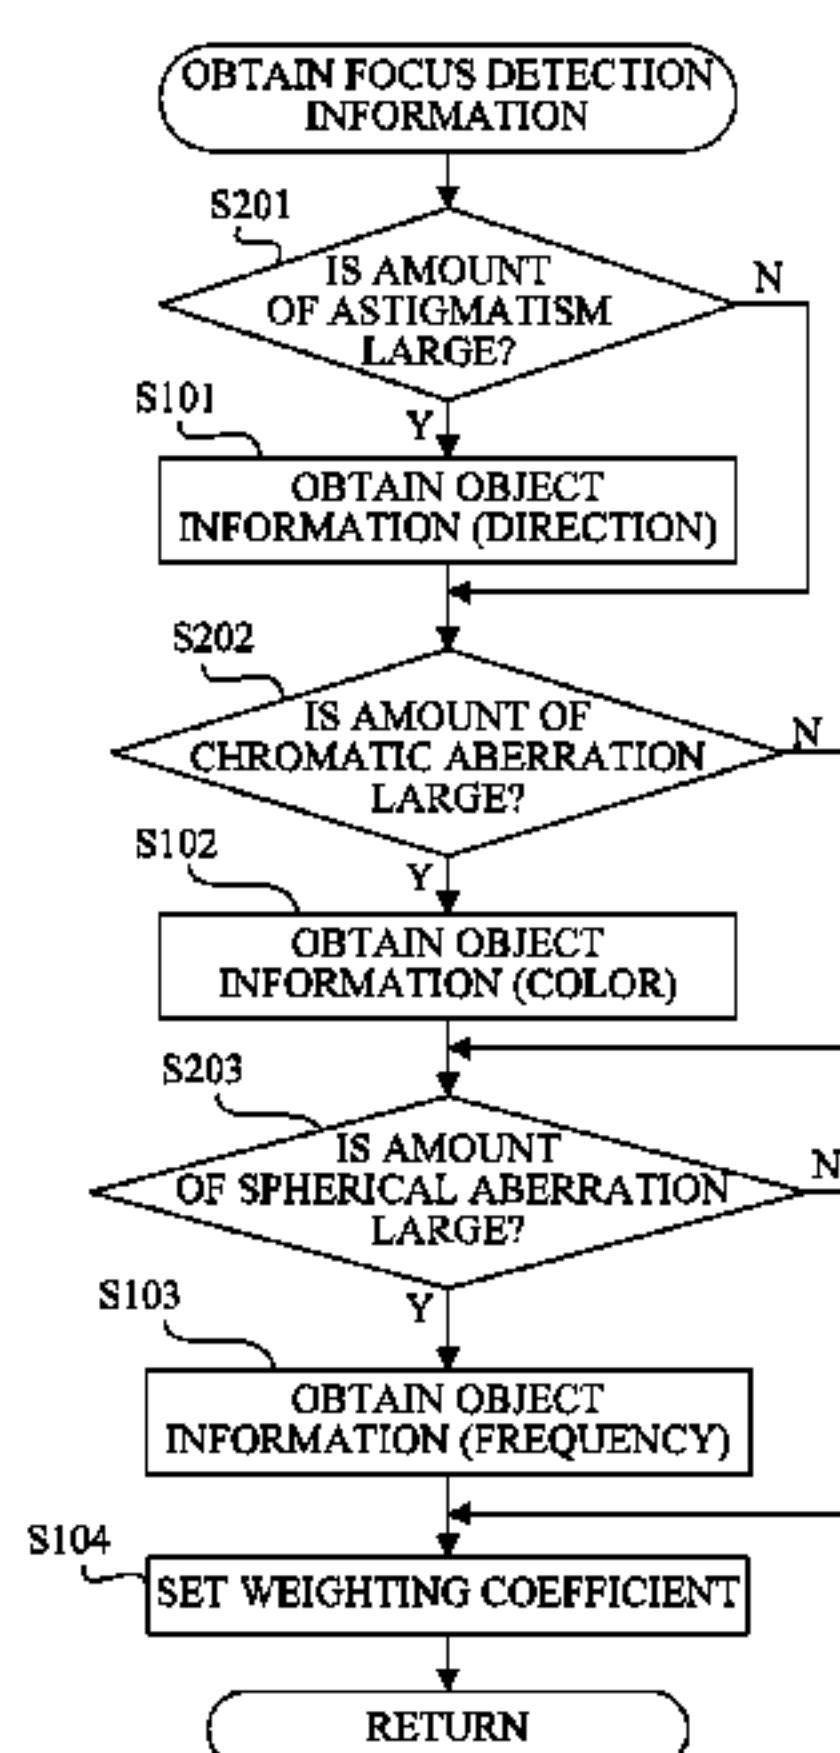 OBTAIN FOCUS DETECTION
INFORMATION
S201
IS AMOUNT
OF ASTIGMATISM
LARGE?
N
Y
S101
OBTAIN OBJECT
INFORMATION (DIRECTION)
S202
IS AMOUNT OF
CHROMATIC ABERRATION
LARGE?
N
Y
S102
OBTAIN OBJECT
INFORMATION (COLOR)
S203
IS AMOUNT
OF SPHERICAL ABERRATION
LARGE?
N
Y
S103
OBTAIN OBJECT
INFORMATION (FREQUENCY)
S104
SET WEIGHTING COEFFICIENT
RETURN